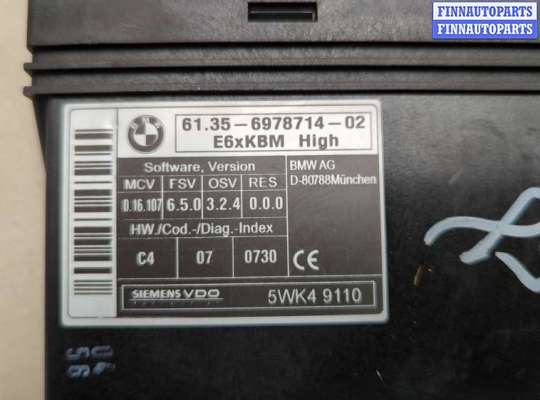 FINNAUTOPARTS
FINNAUTOPARTS
BMW
61.35-6978714-02
E6xKBM High
Software, Version
MCV FSV OSV RES
0.16.107 6.5.0 3.2.4 0.0.0
HW./Cod.-/Diag.-Index
C4 07 0730
BMW AG
D-80788München
CE
SIEMENS VDO
5WK4 9110